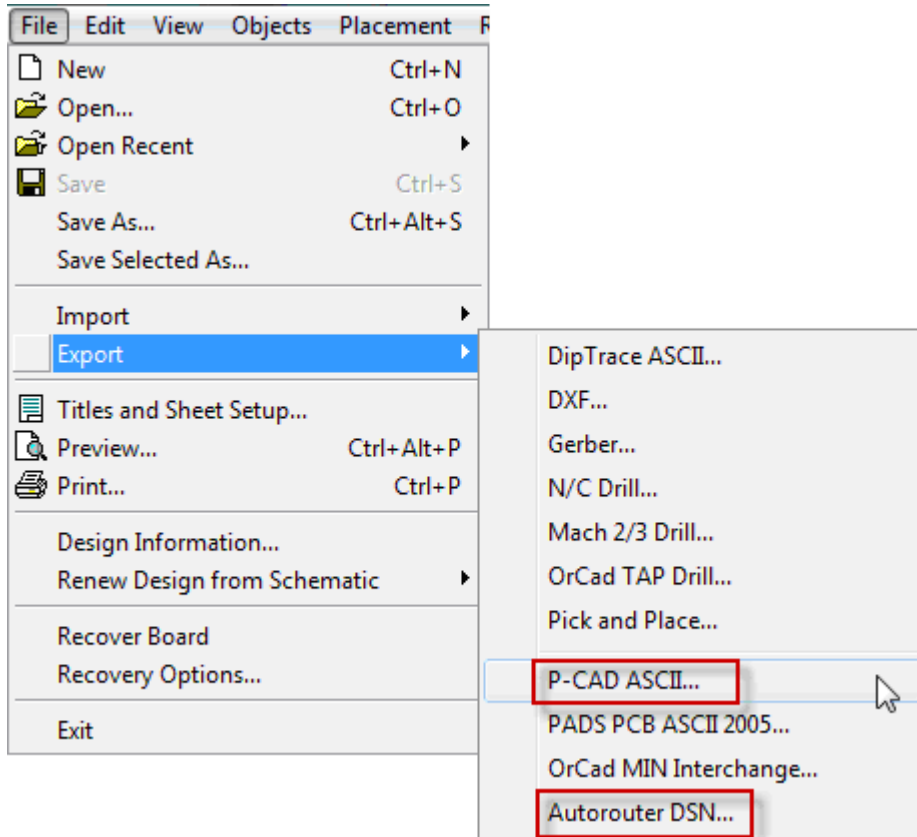 File Edit View Objects Placement
New Ctrl+N
Open... Ctrl+O
Open Recent
Save Ctrl+S
Save As... Ctrl+Alt+S
Save Selected As...
Import
Export
Titles and Sheet Setup...
Preview... Ctrl+Alt+P
Print... Ctrl+P
Design Information...
Renew Design from Schematic
Recover Board
Recovery Options...
Exit
DipTrace ASCII...
DXF...
Gerber...
N/C Drill...
Mach 2/3 Drill...
OrCad TAP Drill...
Pick and Place...
P-CAD ASCII...
PADS PCB ASCII 2005...
OrCad MIN Interchange...
Autorouter DSN...